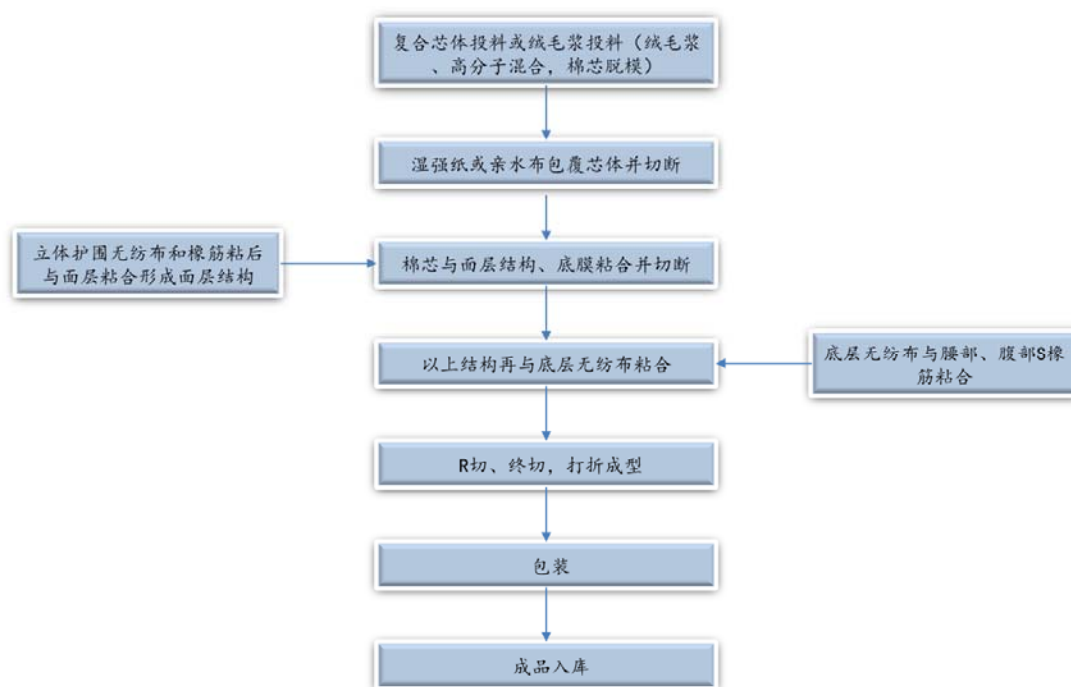 复合芯体投料或绒毛浆投料（绒毛浆
、高分子混合，棉芯脱模）
湿强纸或亲水布包覆芯体并切断
立体护围无纺布和橡筋粘后
与面层粘合形成面层结构
棉芯与面层结构、底膜粘合并切断
以上结构再与底层无纺布粘合
底层无纺布与腰部、腹部S橡
筋粘合
R切、终切，打折成型
包装
成品入库